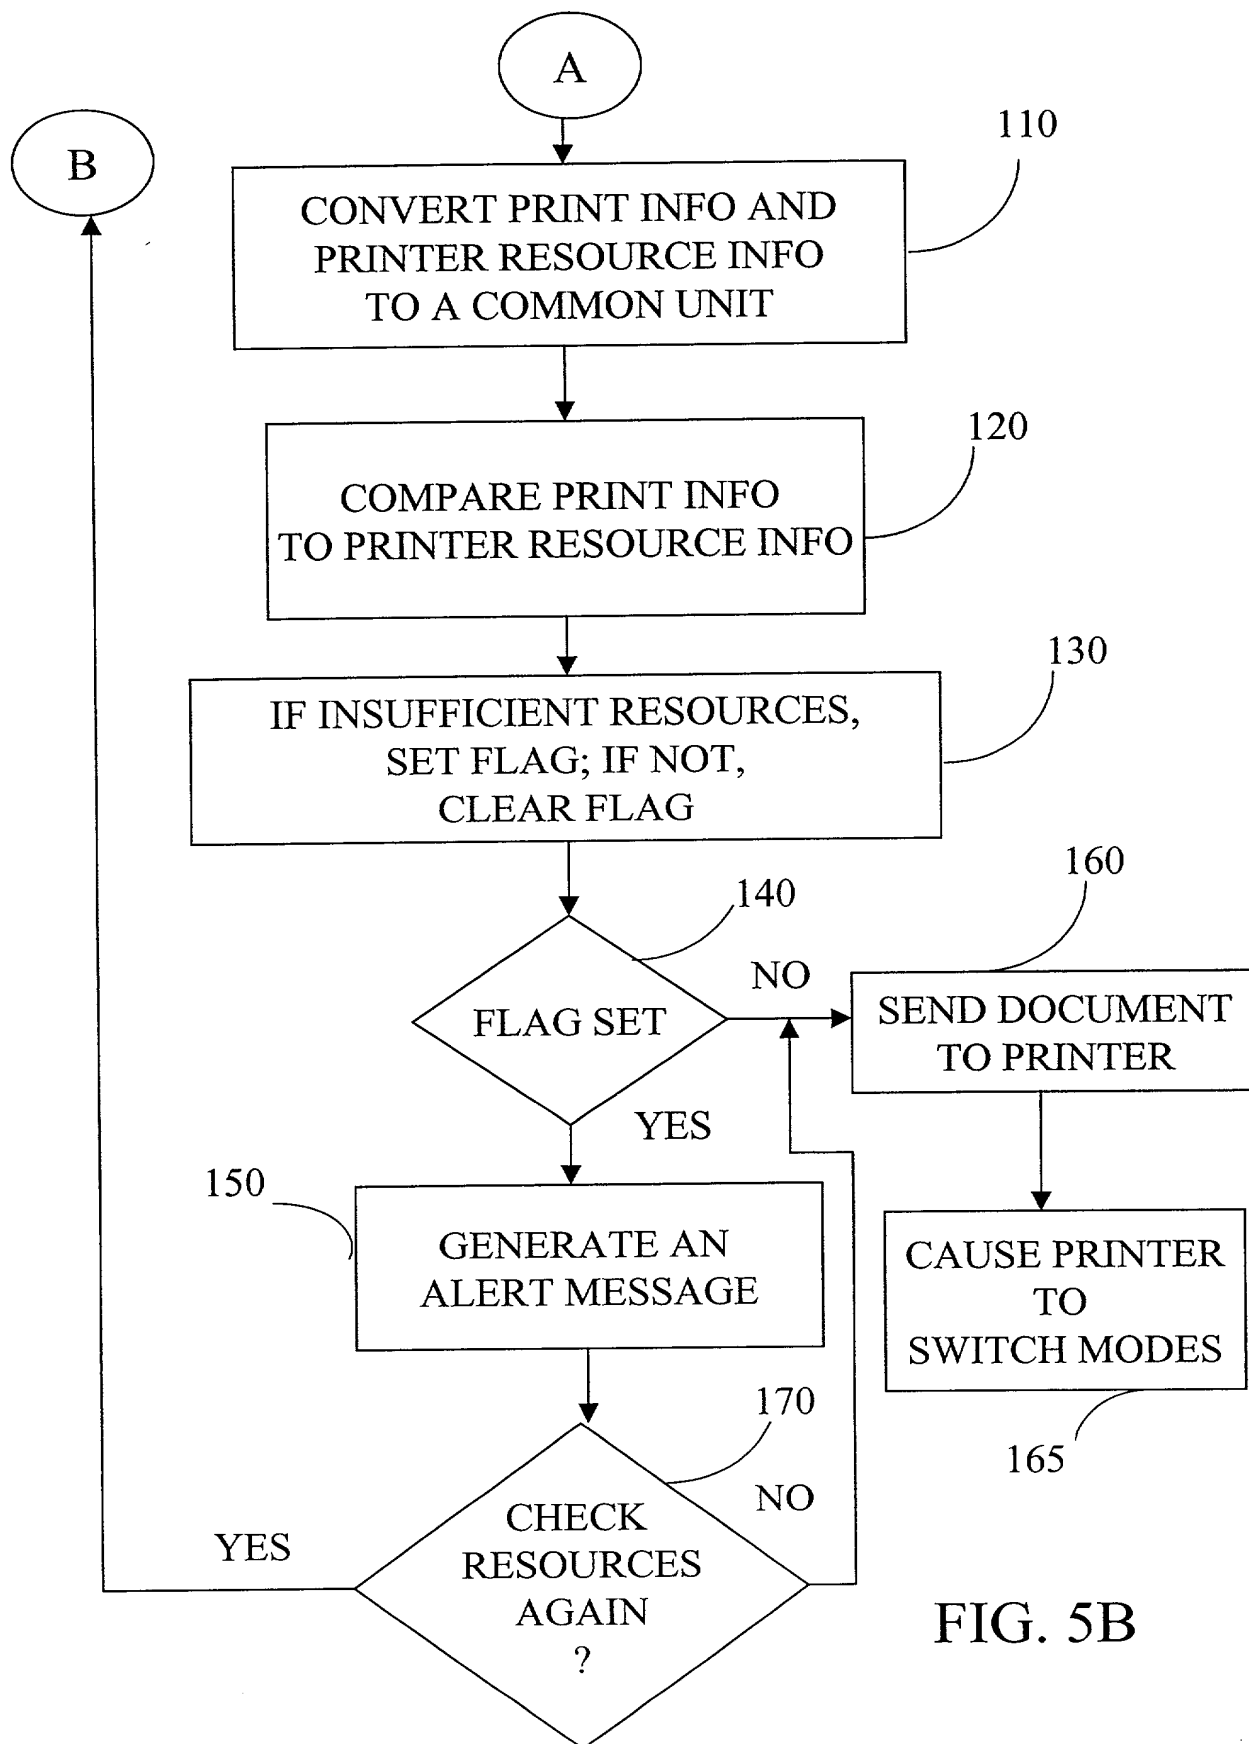 A
B
110
CONVERT PRINT INFO AND
PRINTER RESOURCE INFO
TO A COMMON UNIT
120
COMPARE PRINT INFO
TO PRINTER RESOURCE INFO
130
IF INSUFFICIENT RESOURCES,
SET FLAG; IF NOT,
CLEAR FLAG
140
160
FLAG SET
NO
SEND DOCUMENT
TO PRINTER
YES
150
GENERATE AN
ALERT MESSAGE
CAUSE PRINTER
TO
SWITCH MODES
165
170
CHECK
RESOURCES
AGAIN
?
YES
NO
FIG. 5B